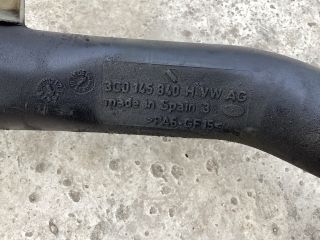 3C0 145 840 H VW AG
made in Spain 3
>PA6-GF15<